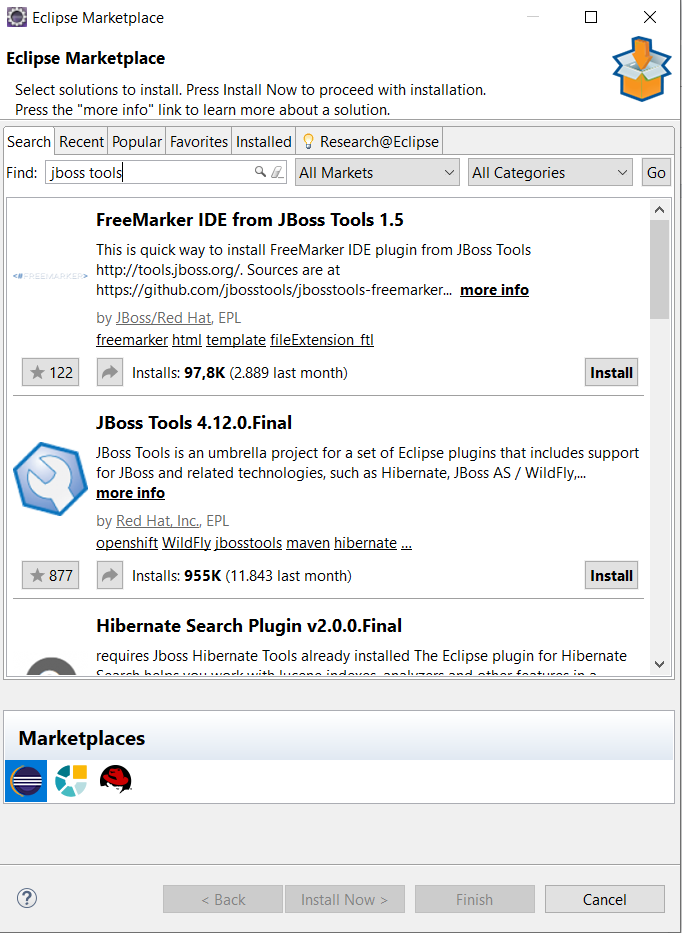 Eclipse Marketplace
Eclipse Marketplace
Select solutions to install. Press Install Now to proceed with installation.
Press the "more info" link to learn more about a solution.
Search Recent Popular Favorites Installed Research@Eclipse
Find: jboss tools All Markets All Categories Go
FreeMarker IDE from JBoss Tools 1.5
This is quick way to install FreeMarker IDE plugin from JBoss Tools
http://tools.jboss.org/. Sources are at
<#FREEMARKER>
https://github.com/jbosstools/jbosstools-freemarker... more info
by JBoss/Red Hat, EPL
freemarker html template fileExtension_ftl
122 Installs: 97,8K (2.889 last month) Install
JBoss Tools 4.12.0.Final
JBoss Tools is an umbrella project for a set of Eclipse plugins that includes support
for JBoss and related technologies, such as Hibernate, JBoss AS / WildFly,...
more info
by Red Hat, Inc., EPL
openshift WildFly jbosstools maven hibernate ...
877 Installs: 955K (11.843 last month) Install
Hibernate Search Plugin v2.0.0.Final
requires Jboss Hibernate Tools already installed The Eclipse plugin for Hibernate
Search helps you work with lucene indexes, analyzers and other features in a
Marketplaces
? < Back Install Now > Finish Cancel